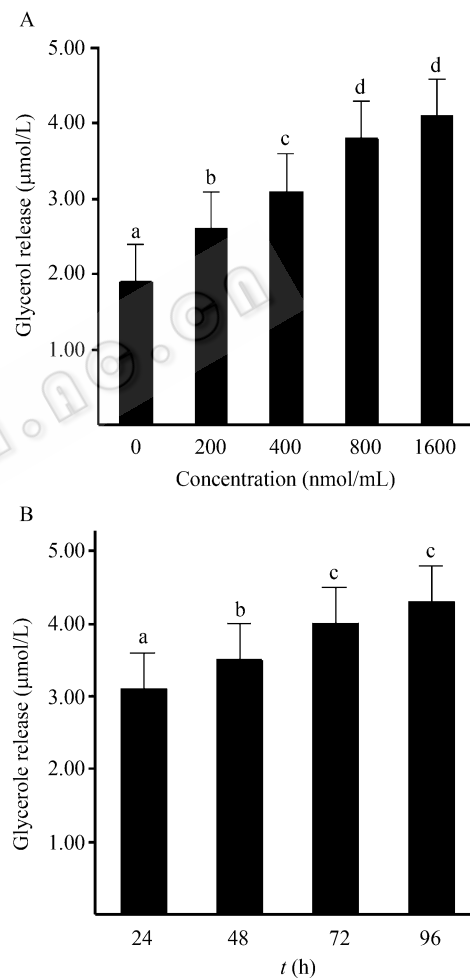 A
5.00
4.00
3.00
2.00
1.00
Glycerol release (μmol/L)
a
b
c
d
d
0 200 400 800 1600
Concentration (nmol/mL)
B
5.00
4.00
3.00
2.00
1.00
Glycerole release (μmol/L)
a
b
c
c
24 48 72 96
t (h)
.ac.cn